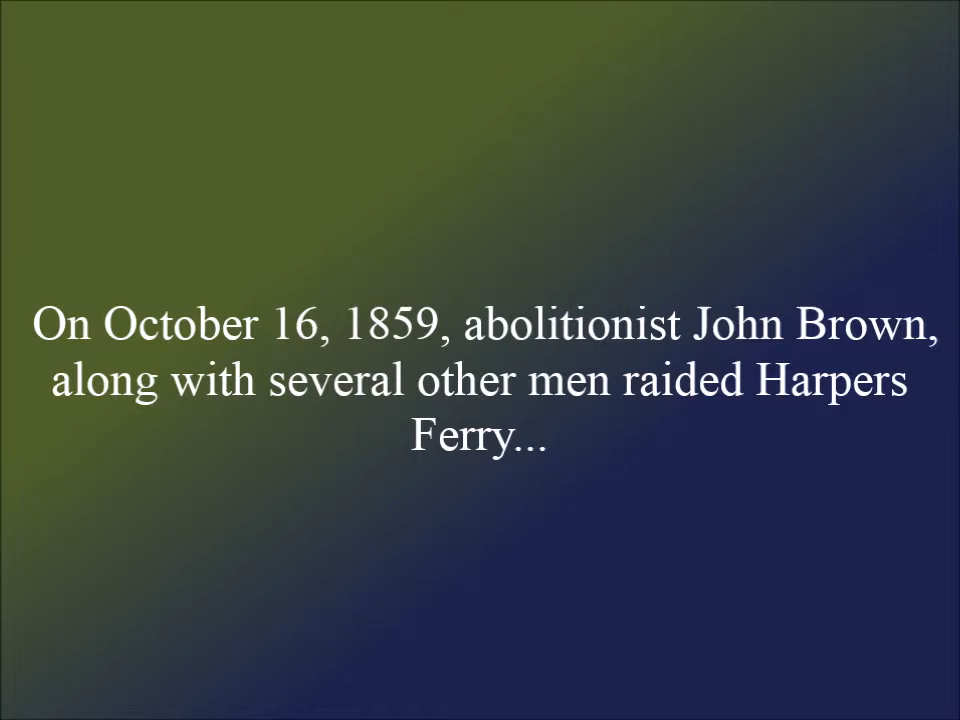 On October 16, 1859, abolitionist John Brown,
along with several other men raided Harpers
Ferry...